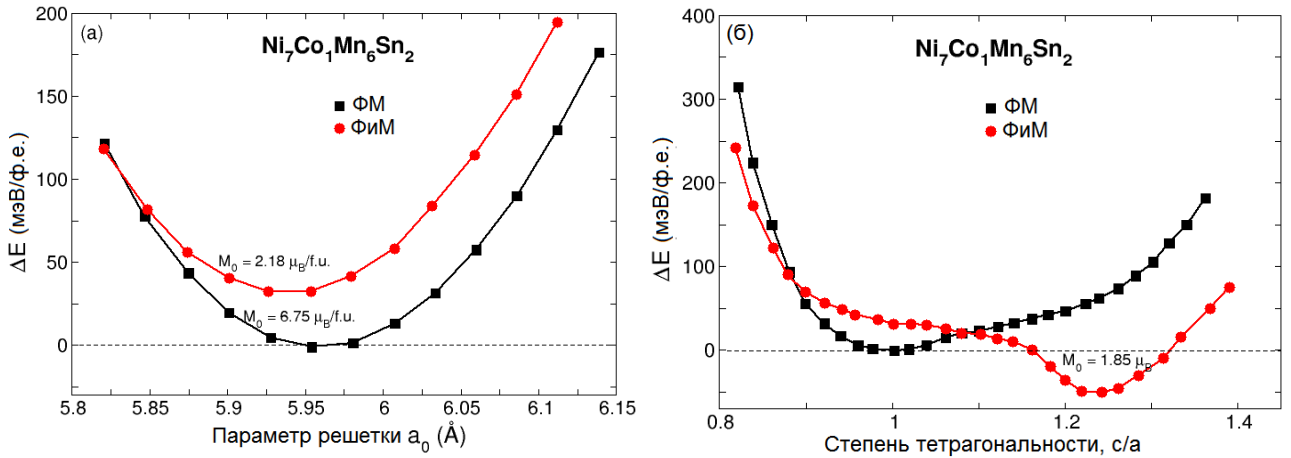 (а)
Ni7Co1Mn6Sn2
ФМ
ФиМ
M0 = 2.18 μB/f.u.
M0 = 6.75 μB/f.u.
ΔE (мэВ/ф.е.)
200
150
100
50
0
5.8
5.85
5.9
5.95
6
6.05
6.1
6.15
Параметр решетки a0 (Å)
(б)
Ni7Co1Mn6Sn2
ФМ
ФиМ
M0 = 1.85 μB
ΔE (мэВ/ф.е.)
400
300
200
100
0
0.8
1
1.2
1.4
Степень тетрагональности, c/a